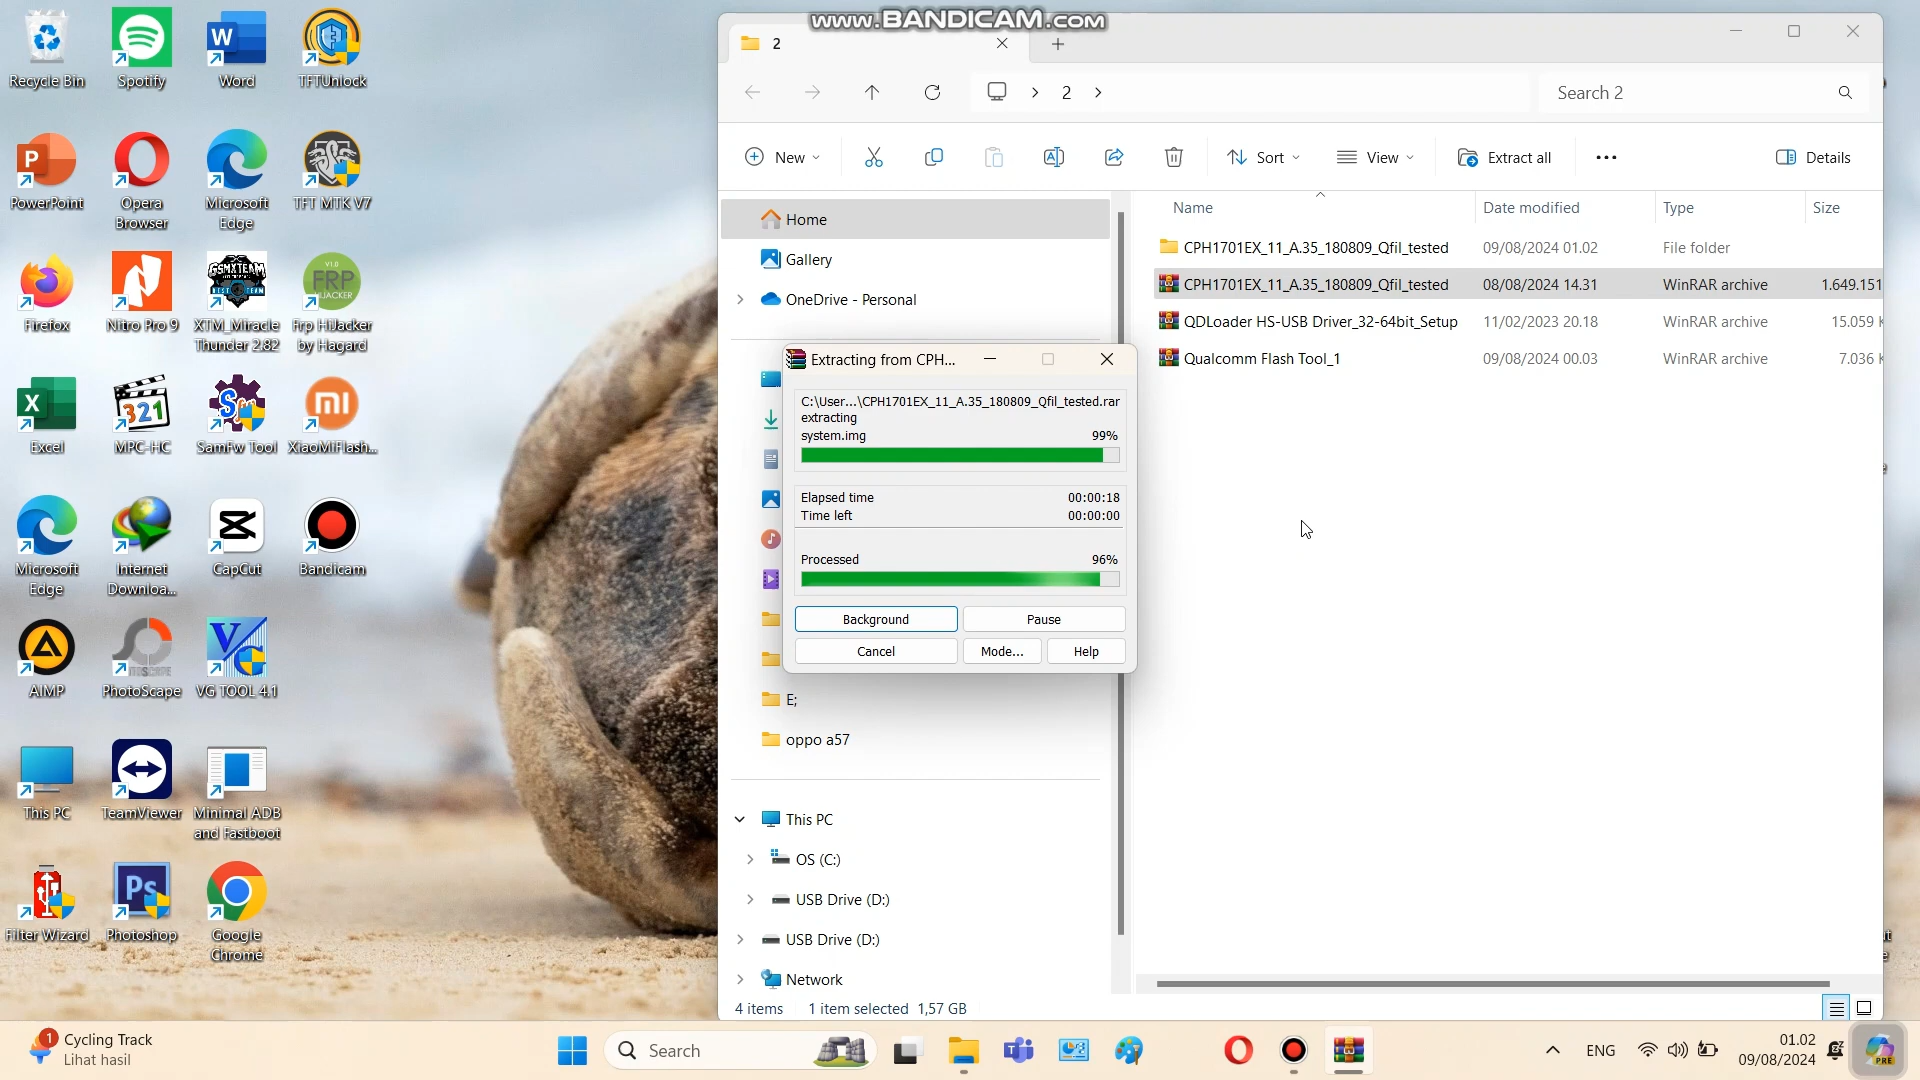 www.BANDICAM.com
Recycle Bin
Spotify
Word
TFTUnlock
PowerPoint
Opera
Browser
Microsoft
Edge
TFT MTK V7
Firefox
Nitro Pro 9
XTM_Miracle
Thunder 2.82
Frp HiJacker
by Hagard
Excel
MPC-HC
SamFw Tool
XiaoMiFlash...
Microsoft
Edge
Internet
Downloa...
CapCut
Bandicam
AIMP
PhotoScape
VG TOOL 4.1
This PC
TeamViewer
Minimal ADB
and Fastboot
Filter Wizard
Photoshop
Google
Chrome
2
2
Search 2
New
Sort
View
Extract all
Details
Home
Gallery
OneDrive - Personal
E;
oppo a57
This PC
OS (C:)
USB Drive (D:)
USB Drive (D:)
Network
Name Date modified Type Size
CPH1701EX_11_A.35_180809_Qfil_tested 09/08/2024 01.02 File folder
CPH1701EX_11_A.35_180809_Qfil_tested 08/08/2024 14.31 WinRAR archive 1.649.151
QDLoader HS-USB Driver_32-64bit_Setup 11/02/2023 20.18 WinRAR archive 15.059
Qualcomm Flash Tool_1 09/08/2024 00.03 WinRAR archive 7.036
Extracting from CPH...
C:\User...\CPH1701EX_11_A.35_180809_Qfil_tested.rar
extracting
system.img 99%
Elapsed time 00:00:18
Time left 00:00:00
Processed 96%
Background
Pause
Cancel
Mode...
Help
4 items 1 item selected 1,57 GB
1
Cycling Track
Lihat hasil
Search
ENG
01.02
09/08/2024
PRE